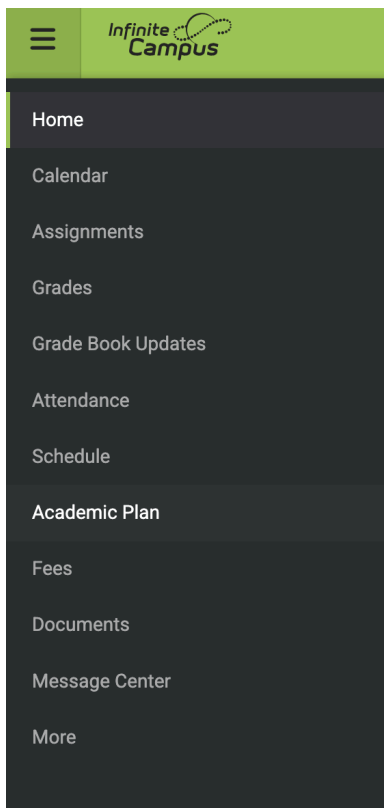 Infinite
Campus
Home
Calendar
Assignments
Grades
Grade Book Updates
Attendance
Schedule
Academic Plan
Fees
Documents
Message Center
More